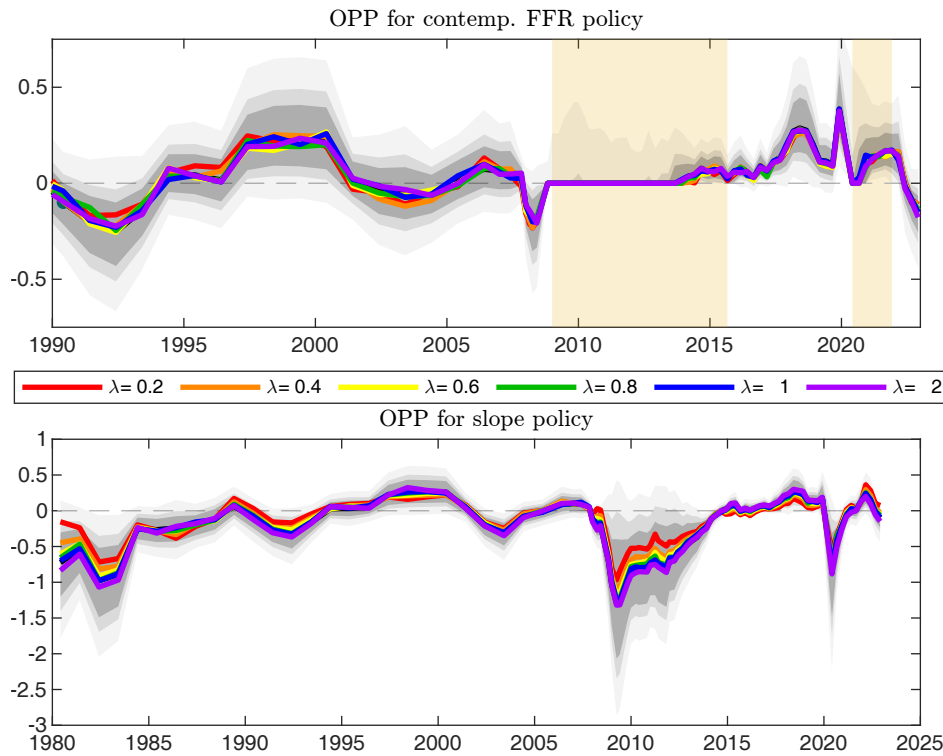 OPP for contemp. FFR policy
0.5
0
-0.5
1990 1995 2000 2005 2010 2015 2020
λ= 0.2 λ= 0.4 λ= 0.6 λ= 0.8 λ= 1 λ= 2
OPP for slope policy
1
0.5
0
-0.5
-1
-1.5
-2
-2.5
-3
1980 1985 1990 1995 2000 2005 2010 2015 2020 2025